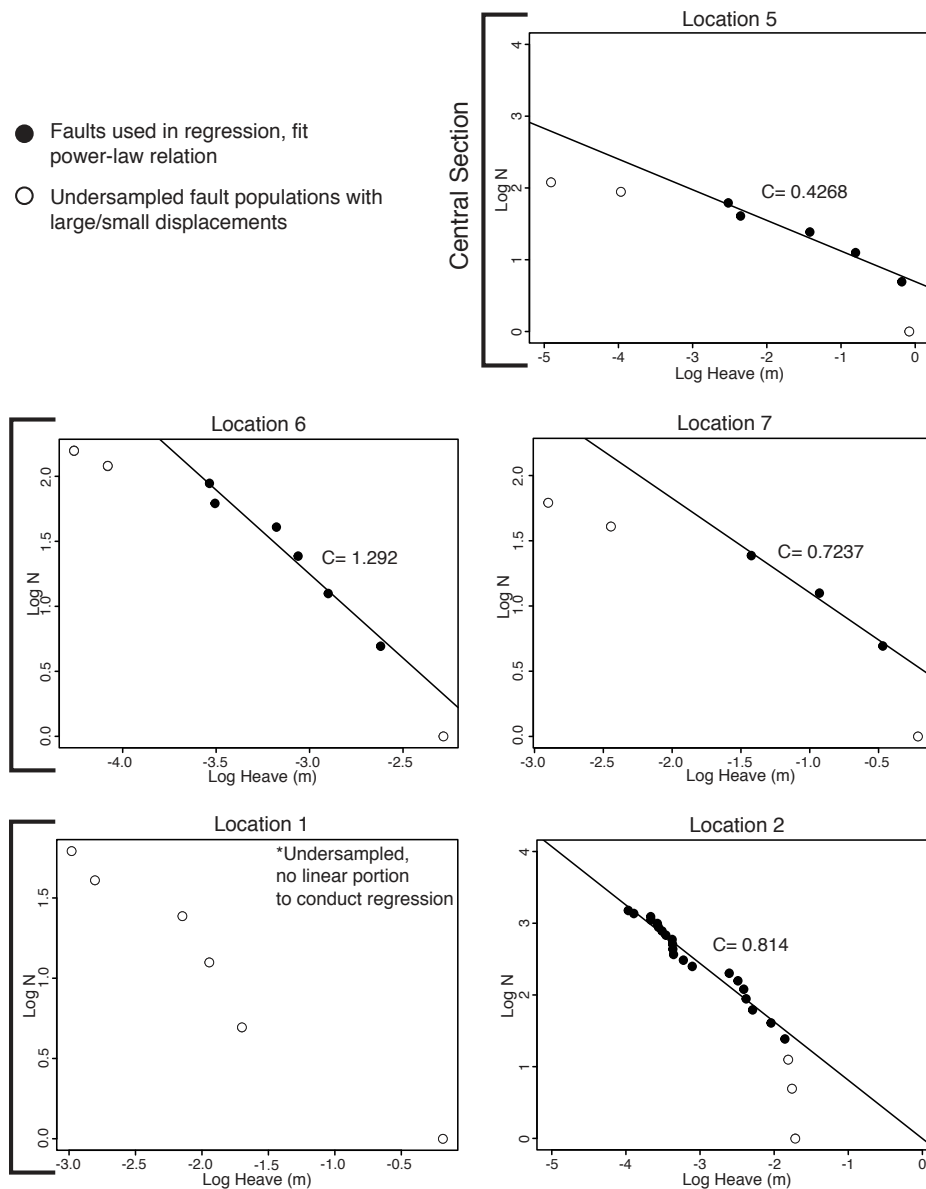 Faults used in regression, fit
power-law relation
Undersampled fault populations with
large/small displacements
Central Section
Location 5
Log N
4
3
2
1
0
C= 0.4268
-5 -4 -3 -2 -1 0
Log Heave (m)
Location 6
Log N
2.0
1.5
1.0
0.5
0.0
C= 1.292
-4.0 -3.5 -3.0 -2.5
Log Heave (m)
Location 7
Log N
2.0
1.5
1.0
0.5
0.0
C= 0.7237
-3.0 -2.5 -2.0 -1.5 -1.0 -0.5
Log Heave (m)
Location 1
*Undersampled,
no linear portion
to conduct regression
Log N
1.5
1.0
0.5
0.0
-3.0 -2.5 -2.0 -1.5 -1.0 -0.5
Log Heave (m)
Location 2
Log N
4
3
2
1
0
C= 0.814
-5 -4 -3 -2 -1 0
Log Heave (m)